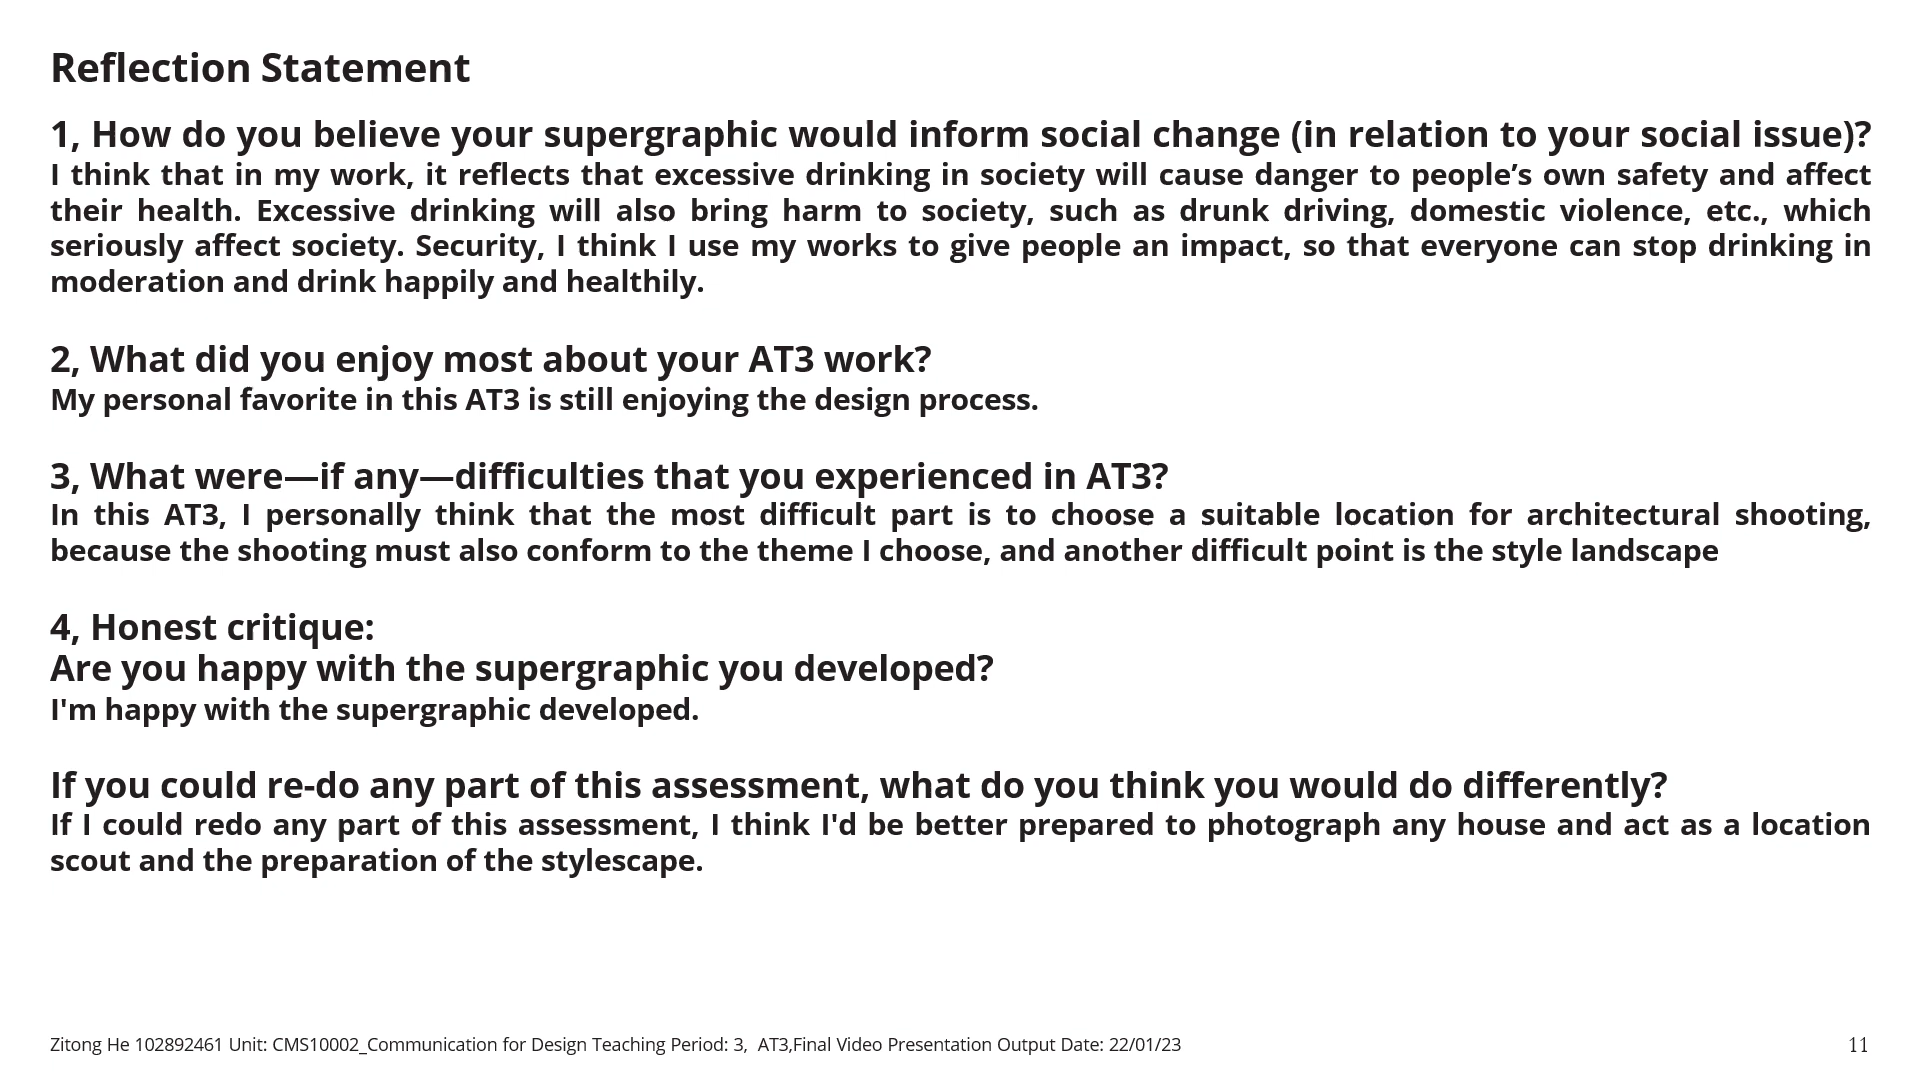 Reflection Statement
1, How do you believe your supergraphic would inform social change (in relation to your social issue)?
I think that in my work, it reflects that excessive drinking in society will cause danger to people’s own safety and affect
their health. Excessive drinking will also bring harm to society, such as drunk driving, domestic violence, etc., which
seriously affect society. Security, I think I use my works to give people an impact, so that everyone can stop drinking in
moderation and drink happily and healthily.
2, What did you enjoy most about your AT3 work?
My personal favorite in this AT3 is still enjoying the design process.
3, What were—if any—difficulties that you experienced in AT3?
In this AT3, I personally think that the most difficult part is to choose a suitable location for architectural shooting,
because the shooting must also conform to the theme I choose, and another difficult point is the style landscape
4, Honest critique:
Are you happy with the supergraphic you developed?
I'm happy with the supergraphic developed.
If you could re-do any part of this assessment, what do you think you would do differently?
If I could redo any part of this assessment, I think I'd be better prepared to photograph any house and act as a location
scout and the preparation of the stylescape.
Zitong He 102892461 Unit: CMS10002_Communication for Design Teaching Period: 3,  AT3,Final Video Presentation Output Date: 22/01/23
11